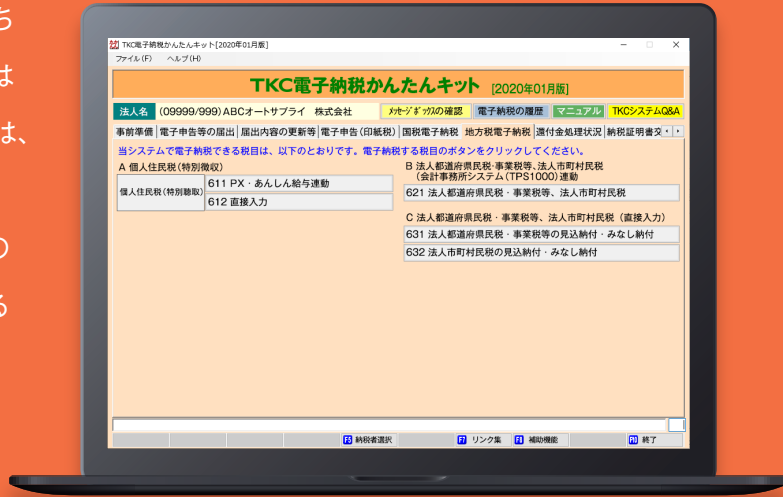 ち
は
は、
の
る
TKC電子納税かんたんキット[2020年01月版]
ファイル(F) ヘルプ(H)
TKC電子納税かんたんキット [2020年01月版]
法人名 (09999/999)ABCオートサプライ 株式会社 メッセージボックスの確認 電子納税の履歴 マニュアル TKCシステムQ&A
事前準備 電子申告等の届出 届出内容の更新等 電子申告(印紙税) 国税電子納税 地方税電子納税 還付金処理状況 納税証明書交
当システムで電子納税できる税目は、以下のとおりです。電子納税する税目のボタンをクリックしてください。
A 個人住民税(特別徴収)
個人住民税(特別聴取)
611 PX・あんしん給与連動
612 直接入力
B 法人都道府県民税・事業税等、法人市町村民税
(会計事務所システム(TPS1000)連動
621 法人都道府県民税・事業税等、法人市町村民税
C 法人都道府県民税・事業税等、法人市町村民税(直接入力)
631 法人都道府県民税・事業税等の見込納付・みなし納付
632 法人市町村民税の見込納付・みなし納付
F5 納税者選択 F7 リンク集 F8 補助機能 F10 終了